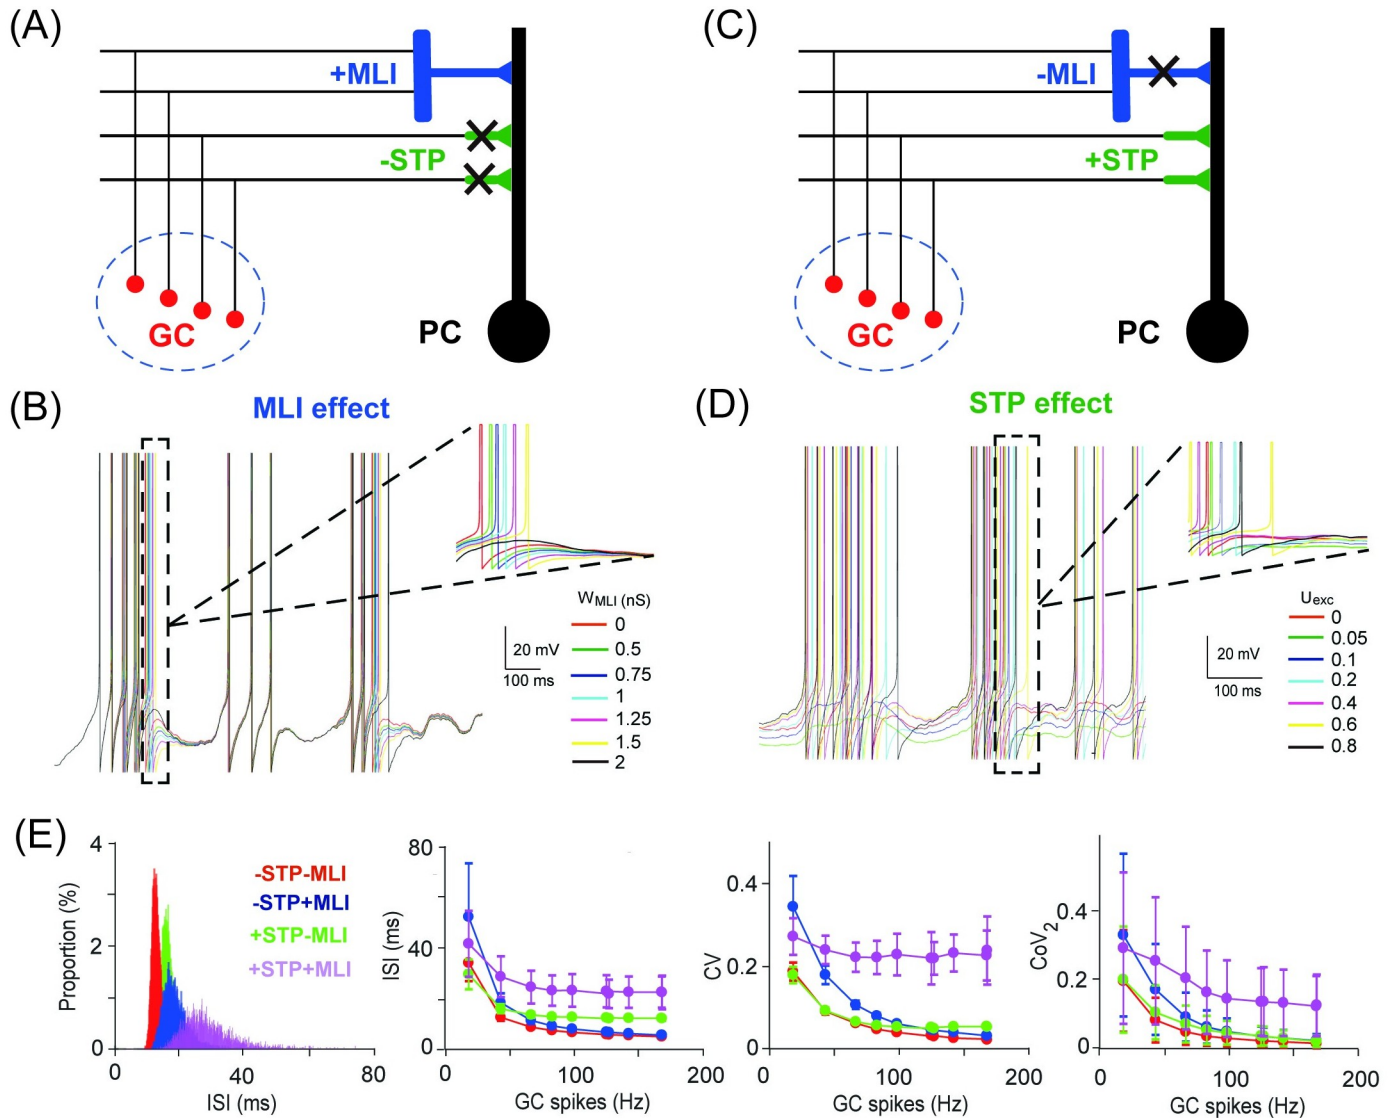 (A)
+MLI
-STP
GC
PC
(C)
-MLI
+STP
GC
PC
(B)
MLI effect
WMLI (nS)
0
0.5
0.75
1
1.25
1.5
2
20 mV
100 ms
(D)
STP effect
Uexc
0
0.05
0.1
0.2
0.4
0.6
0.8
20 mV
100 ms
(E)
Proportion (%)
4
2
0
0
40
80
ISI (ms)
-STP-MLI
-STP+MLI
+STP-MLI
+STP+MLI
ISI (ms)
80
40
0
0
100
200
GC spikes (Hz)
CV
0.4
0.2
0
0
100
200
GC spikes (Hz)
CoV2
0.4
0.2
0
0
100
200
GC spikes (Hz)